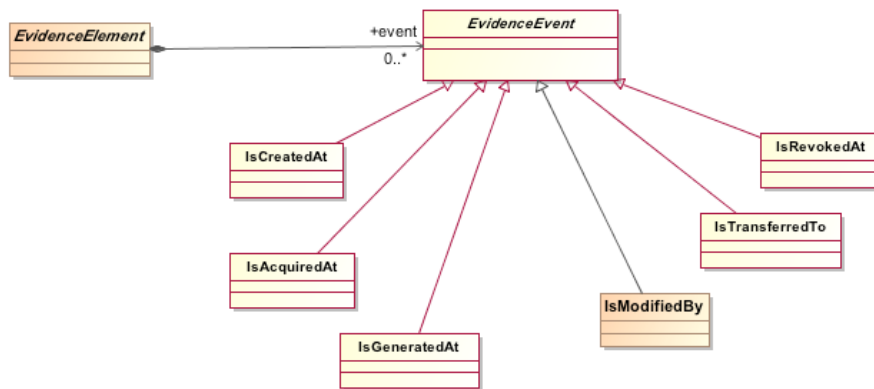 EvidenceElement
+event
0..*
EvidenceEvent
IsCreatedAt
IsRevokedAt
IsTransferredTo
IsAcquiredAt
IsModifiedBy
IsGeneratedAt